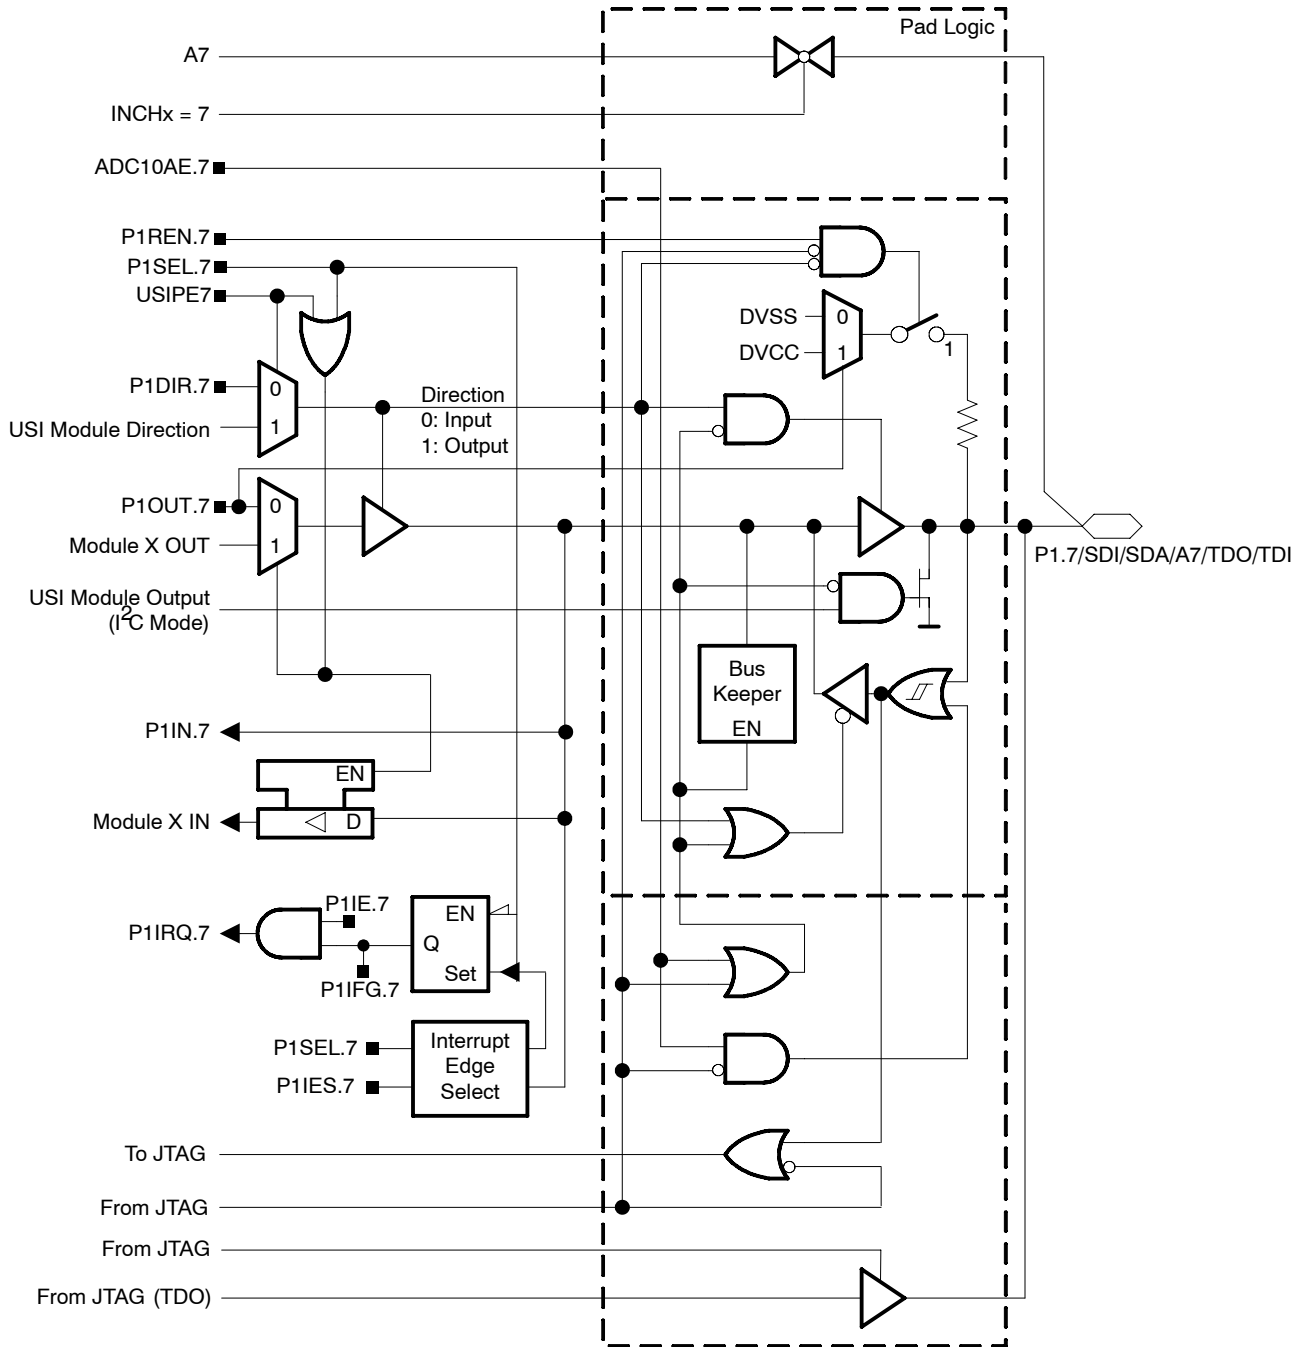 Pad Logic
A7
INCHx = 7
ADC10AE.7
P1REN.7
P1SEL.7
USIPE7
DVSS
0
DVCC
1
1
P1DIR.7
0
USI Module Direction
1
Direction
0: Input
1: Output
P1OUT.7
0
Module X OUT
1
P1.7/SDI/SDA/A7/TDO/TDI
USI Module Output
(I2C Mode)
Bus
Keeper
EN
P1IN.7
EN
Module X IN
D
P1IE.7
P1IRQ.7
P1IFG.7
EN
Q
Set
P1SEL.7
P1IES.7
Interrupt
Edge
Select
To JTAG
From JTAG
From JTAG
From JTAG (TDO)